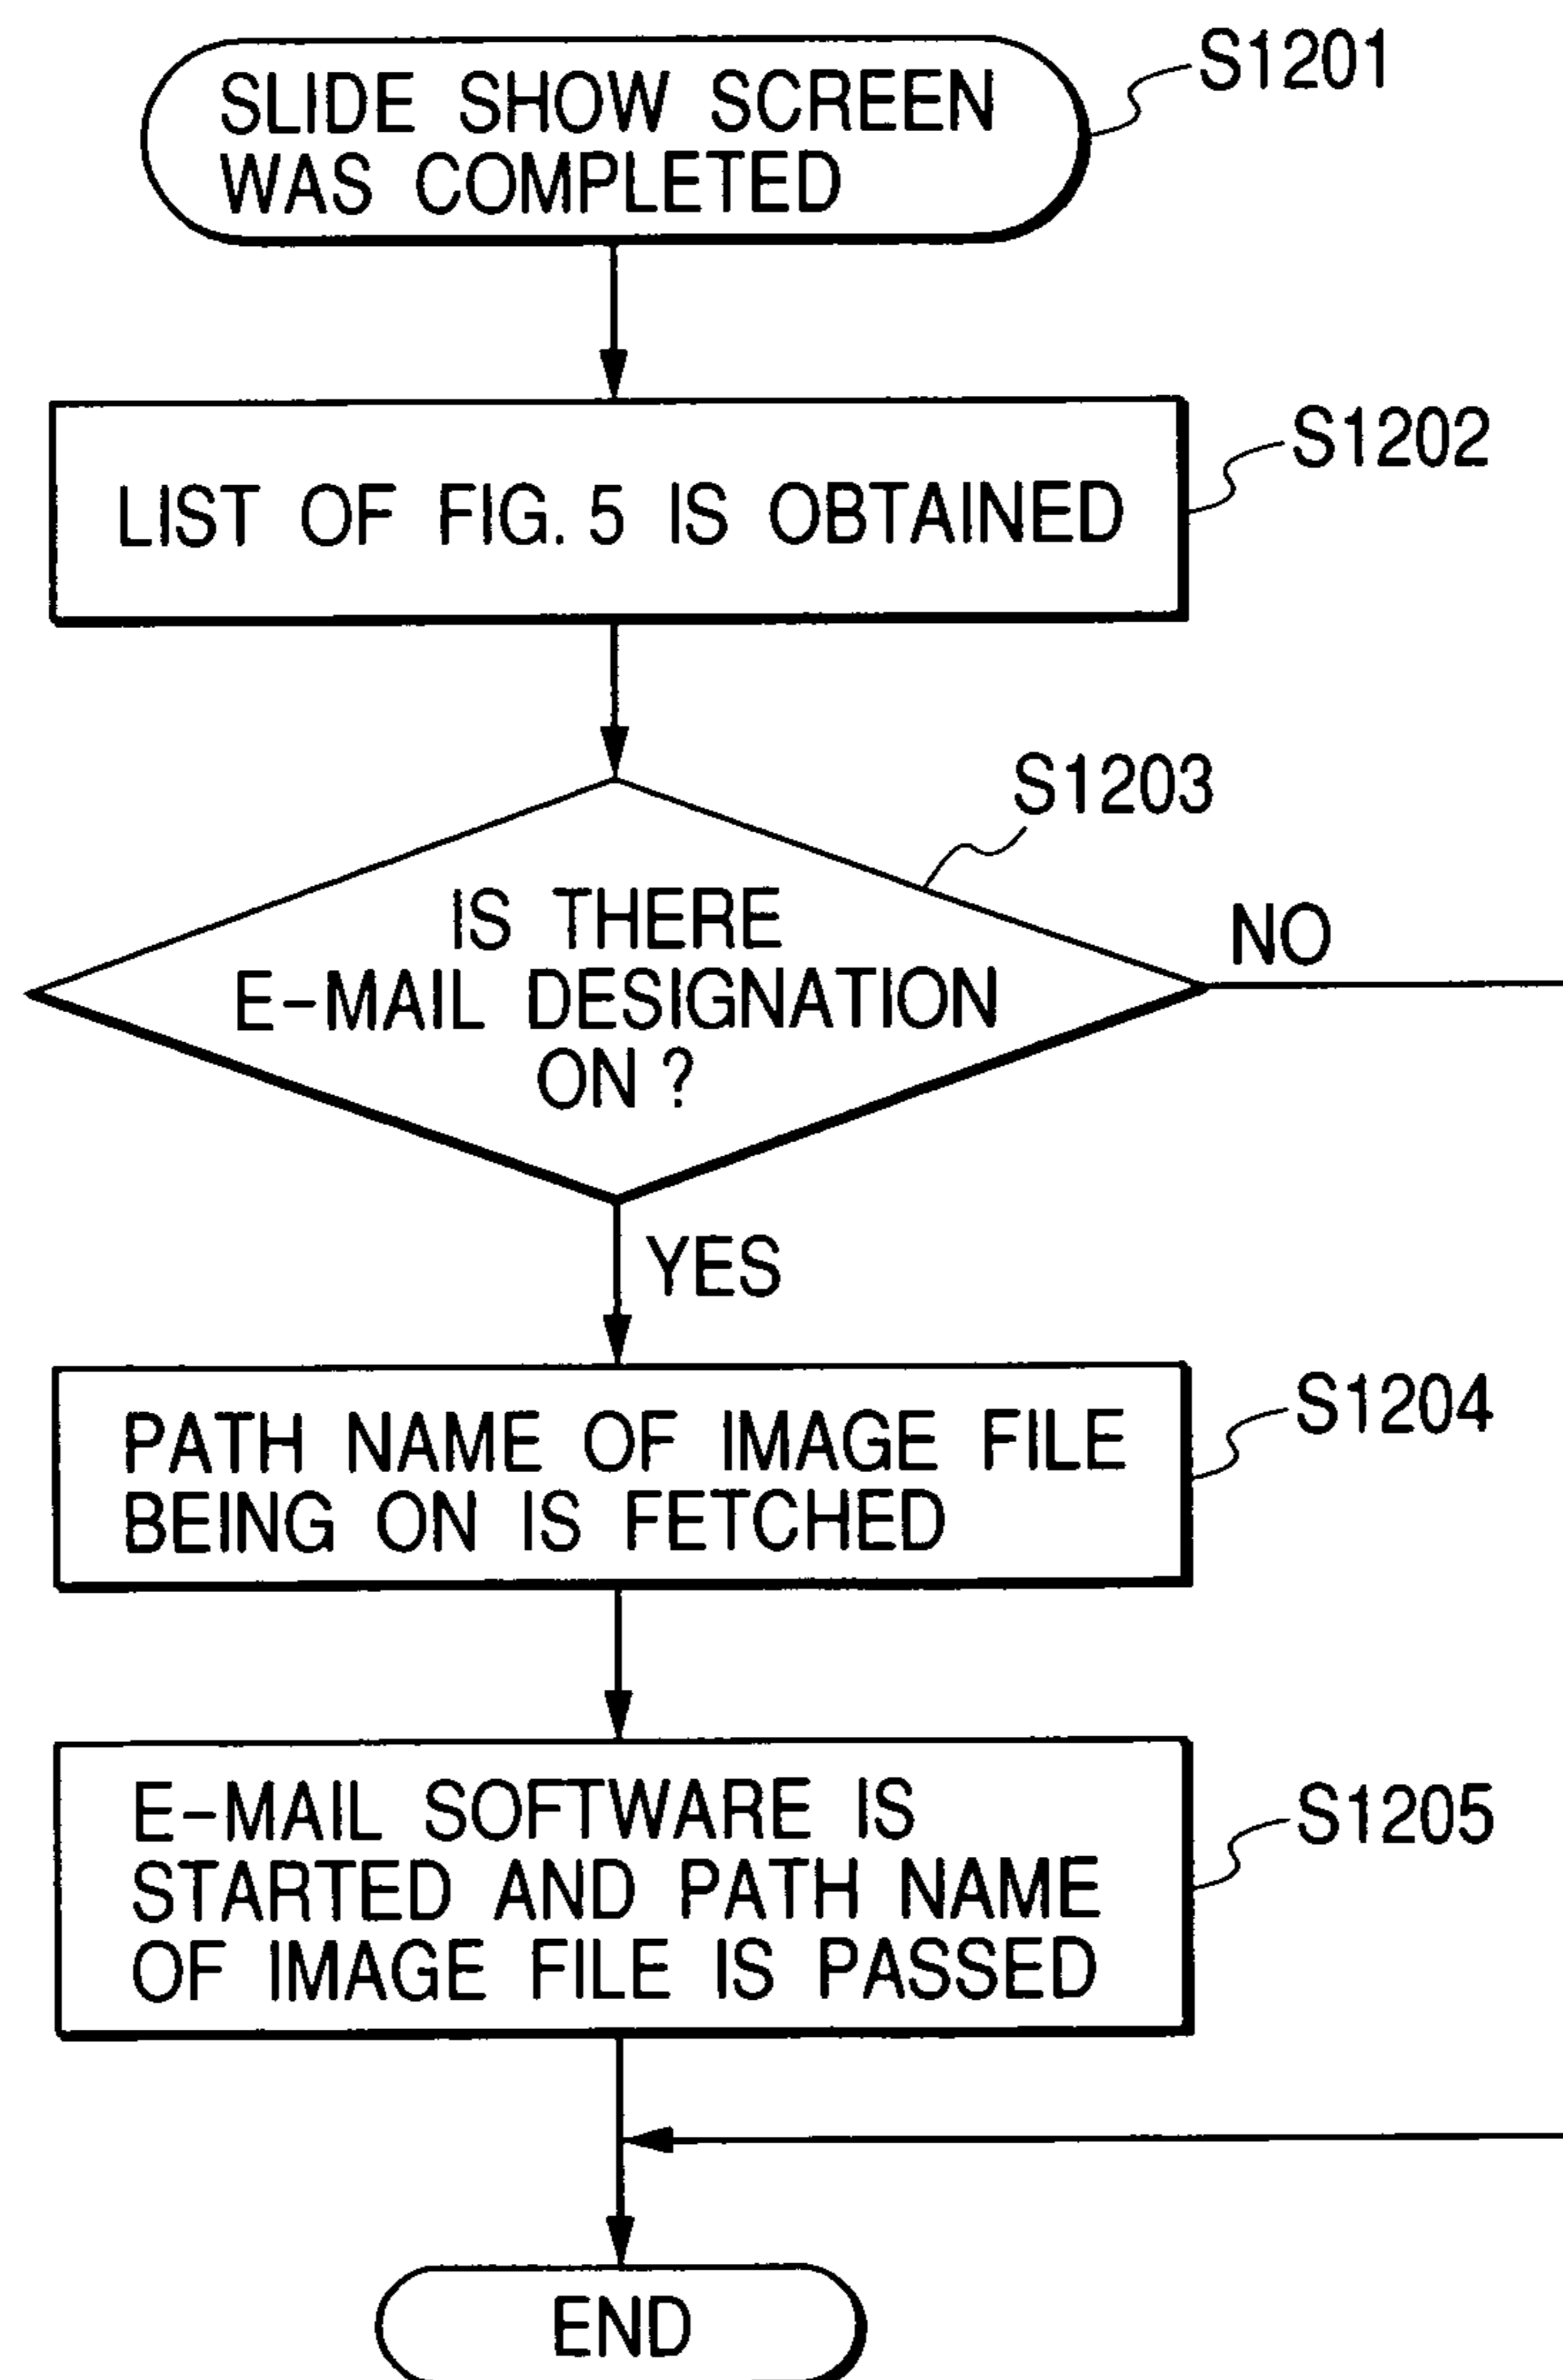 SLIDE SHOW SCREEN
WAS COMPLETED
S1201
LIST OF FIG. 5 IS OBTAINED
S1202
S1203
IS THERE
E-MAIL DESIGNATION
ON ?
NO
YES
PATH NAME OF IMAGE FILE
BEING ON IS FETCHED
S1204
E-MAIL SOFTWARE IS
STARTED AND PATH NAME
OF IMAGE FILE IS PASSED
S1205
END